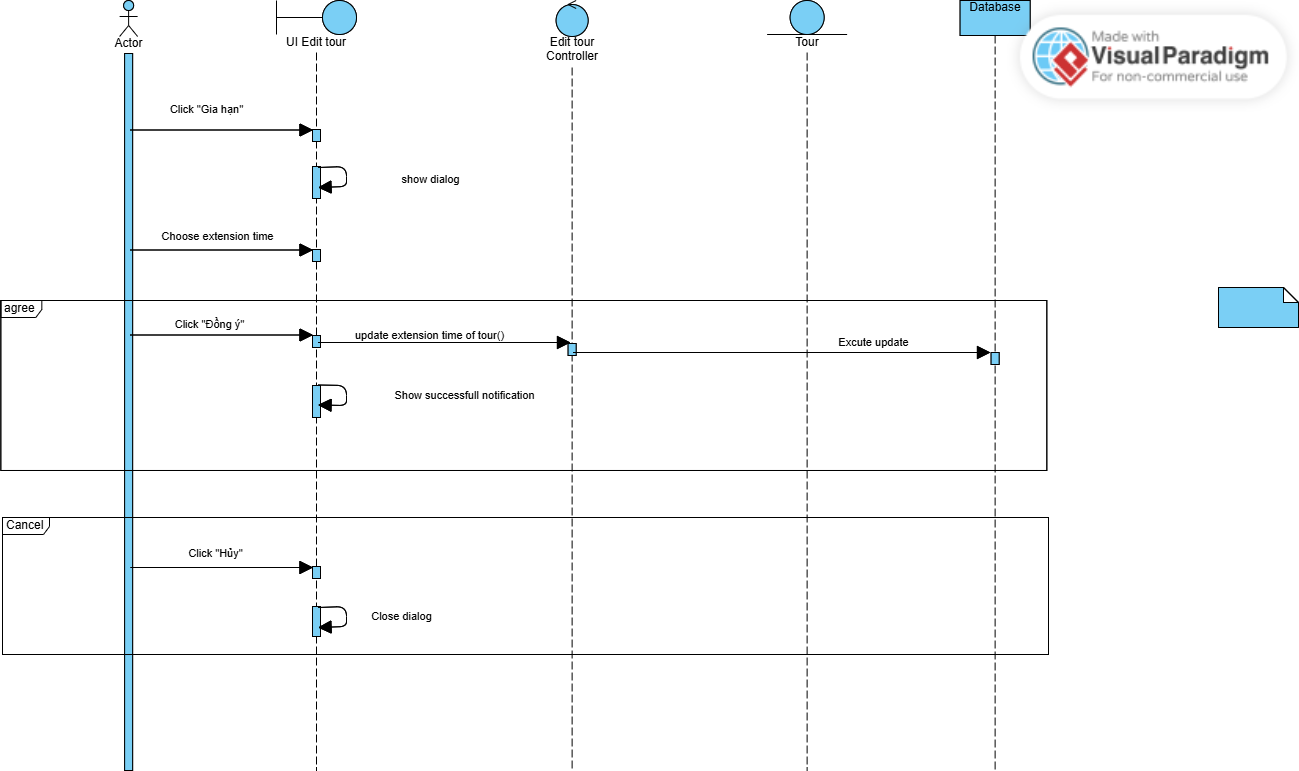 Actor
UI Edit tour
Edit tour
Controller
Tour
Database
Made with
VisualParadigm
For non-commercial use
Click "Gia hạn"
show dialog
Choose extension time
agree
Click "Đồng ý"
update extension time of tour()
Excute update
Show successfull notification
Cancel
Click "Hủy"
Close dialog